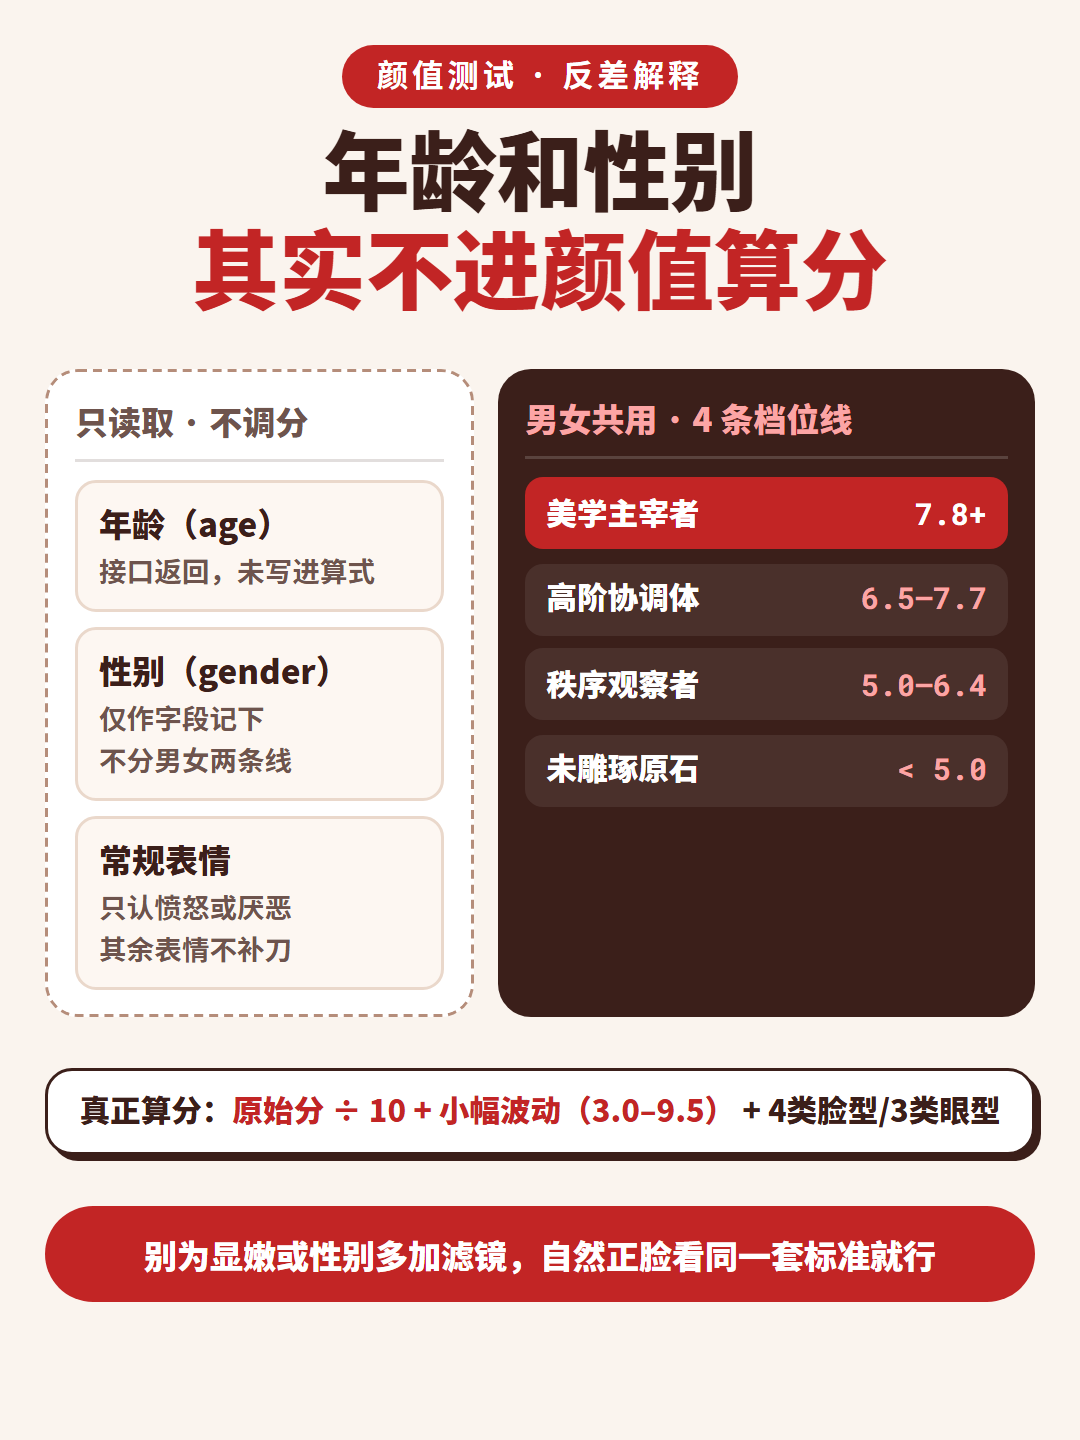 颜值测试 · 反差解释
年龄和性别
其实不进颜值算分
只读取 · 不调分
年龄（age）
接口返回，未写进算式
性别（gender）
仅作字段记下
不分男女两条线
常规表情
只认愤怒或厌恶
其余表情不补刀
男女共用 · 4 条档位线
美学主宰者 7.8+
高阶协调体 6.5–7.7
秩序观察者 5.0–6.4
未雕琢原石 < 5.0
真正算分：原始分 ÷ 10 + 小幅波动（3.0–9.5） + 4类脸型/3类眼型
别为显嫩或性别多加滤镜，自然正脸看同一套标准就行